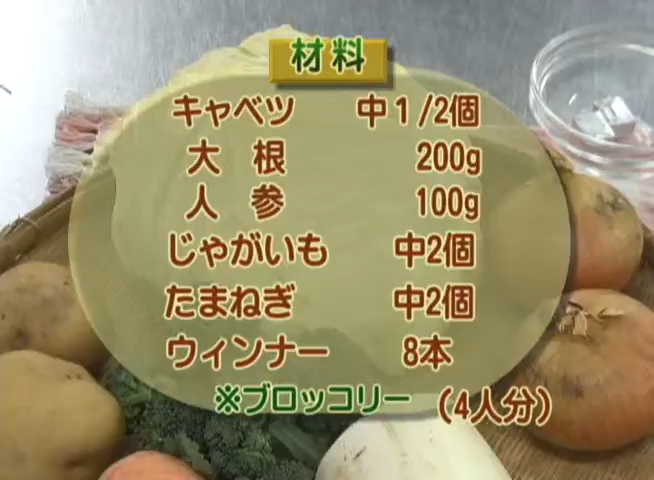 材料
キャベツ 中1/2個
大根 200g
人参 100g
じゃがいも 中2個
たまねぎ 中2個
ウィンナー 8本
※ブロッコリー (4人分)